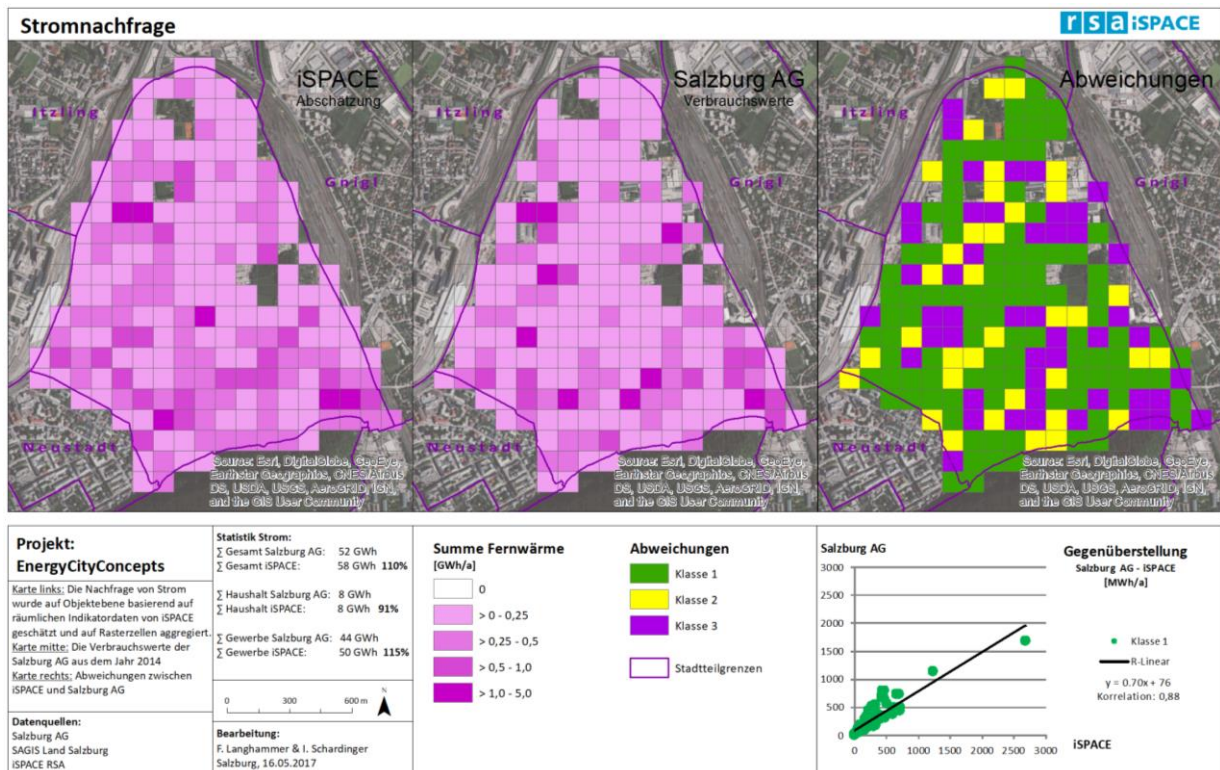 Stromnachfrage
rsa iSPACE
iSPACE
Abschätzung
Itzling
Gnigl
Neustadt
Source: Esri, DigitalGlobe, GeoEye,
Earthstar Geographics, CNES/Airbus
DS, USDA, USGS, AeroGRID, IGN,
and the GIS User Community
Salzburg AG
Verbrauchswerte
Itzling
Gnigl
Neustadt
Source: Esri, DigitalGlobe, GeoEye,
Earthstar Geographics, CNES/Airbus
DS, USDA, USGS, AeroGRID, IGN,
and the GIS User Community
Abweichungen
Itzling
Gnigl
Neustadt
Source: Esri, DigitalGlobe, GeoEye,
Earthstar Geographics, CNES/Airbus
DS, USDA, USGS, AeroGRID, IGN,
and the GIS User Community
Projekt:
EnergyCityConcepts
Karte links: Die Nachfrage von Strom
wurde auf Objektebene basierend auf
räumlichen Indikatordaten von iSPACE
geschätzt und auf Rasterzellen aggregiert.
Karte mitte: Die Verbrauchswerte der
Salzburg AG aus dem Jahr 2014
Karte rechts: Abweichungen zwischen
iSPACE und Salzburg AG
Datenquellen:
Salzburg AG
SAGIS Land Salzburg
iSPACE RSA
Statistik Strom:
∑ Gesamt Salzburg AG: 52 GWh
∑ Gesamt iSPACE: 58 GWh 110%
∑ Haushalt Salzburg AG: 8 GWh
∑ Haushalt iSPACE: 8 GWh 91%
∑ Gewerbe Salzburg AG: 44 GWh
∑ Gewerbe iSPACE: 50 GWh 115%
0 300 600 m
N
Bearbeitung:
F. Langhammer & I. Schardinger
Salzburg, 16.05.2017
Summe Fernwärme
[GWh/a]
0
> 0 - 0,25
> 0,25 - 0,5
> 0,5 - 1,0
> 1,0 - 5,0
Abweichungen
Klasse 1
Klasse 2
Klasse 3
Stadtteilgrenzen
Salzburg AG
3000
2500
2000
1500
1000
500
0
0 500 1000 1500 2000 2500 3000
iSPACE
Gegenüberstellung
Salzburg AG - iSPACE
[MWh/a]
Klasse 1
R-Linear
y = 0.70x + 76
Korrelation: 0,88